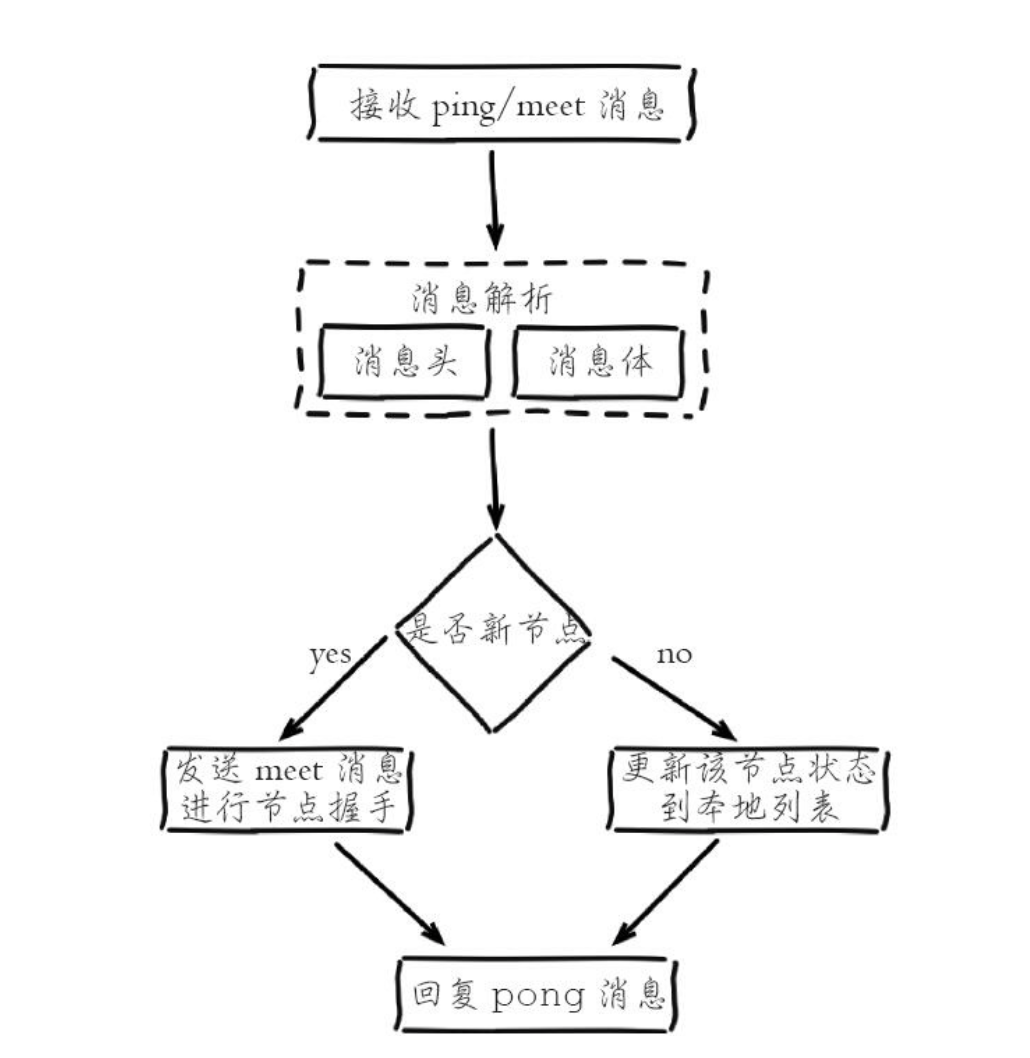 接收 ping/meet 消息
消息解析
消息头
消息体
是否新节点
yes
no
发送 meet 消息
进行节点握手
更新该节点状态
到本地列表
回复 pong 消息